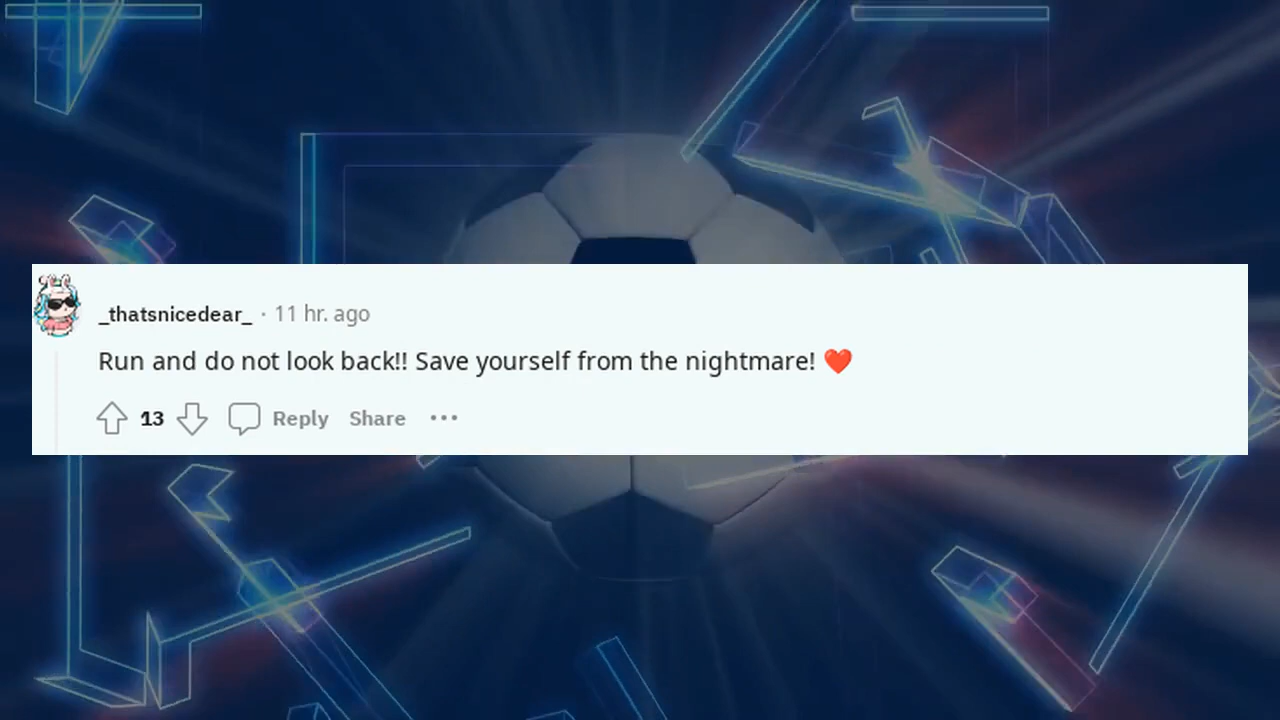 _thatsnicedear_ · 11 hr. ago
Run and do not look back!! Save yourself from the nightmare! ❤️
13 Reply Share ···